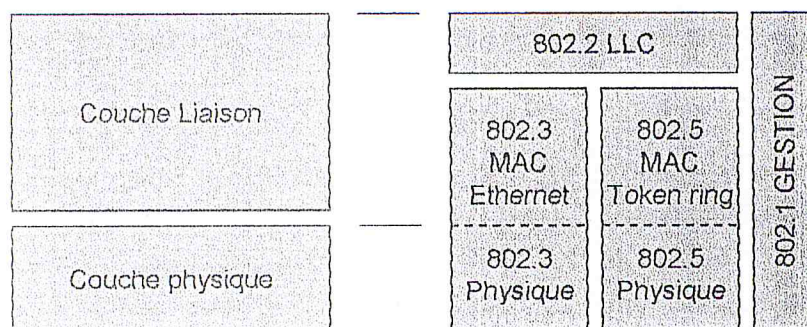 Couche Liaison
Couche physique
802.2 LLC
802.3
MAC
Ethernet
802.3
Physique
802.5
MAC
Token ring
802.5
Physique
802.1 GESTION